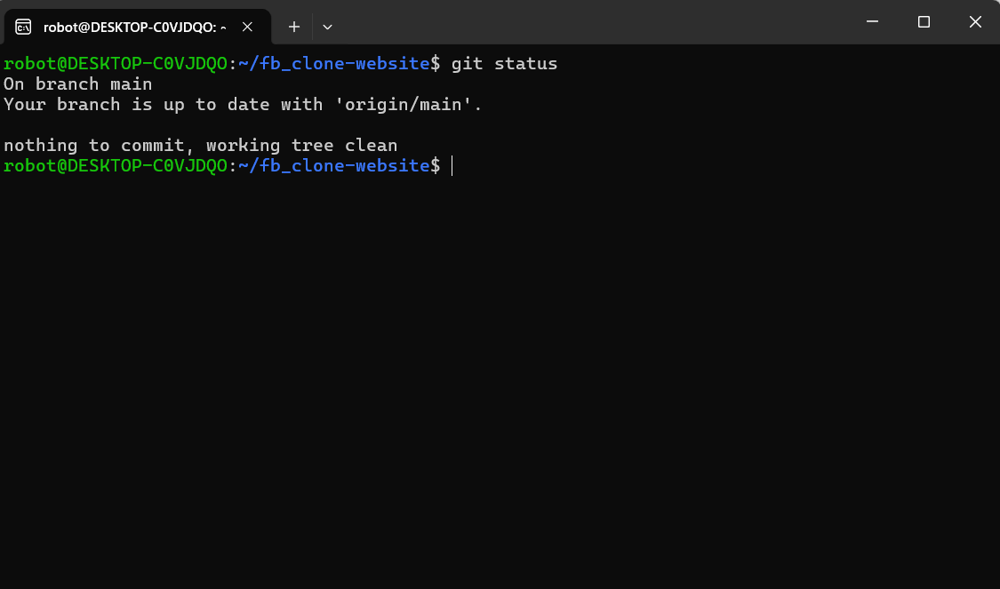 robot@DESKTOP-C0VJDQO: ~
robot@DESKTOP-C0VJDQO:~/fb_clone-website$ git status
On branch main
Your branch is up to date with 'origin/main'.
nothing to commit, working tree clean
robot@DESKTOP-C0VJDQO:~/fb_clone-website$